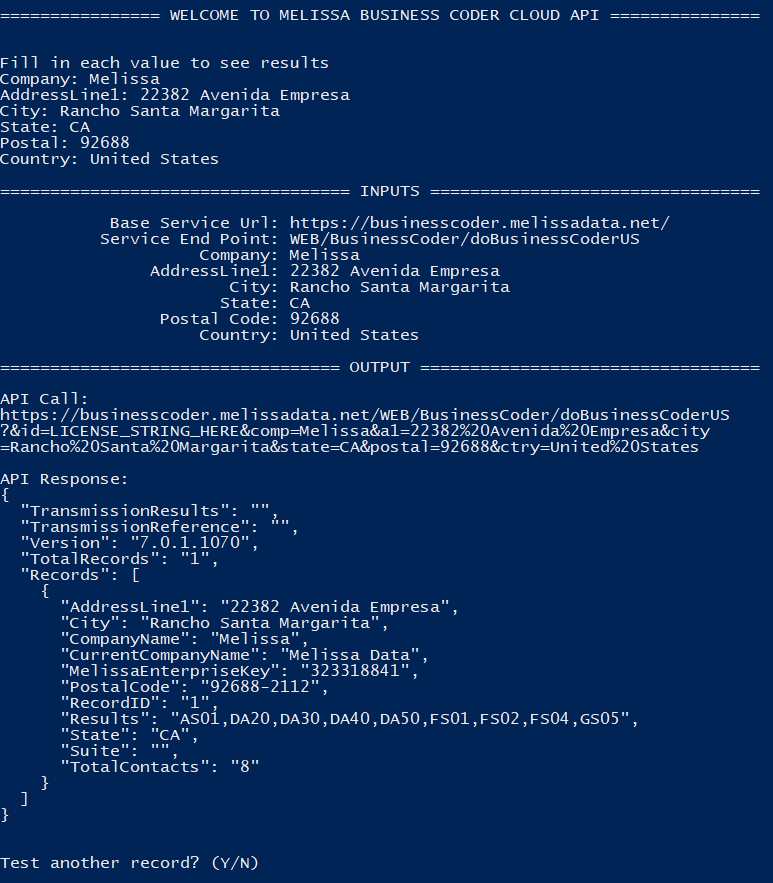 ================ WELCOME TO MELISSA BUSINESS CODER CLOUD API ===============
Fill in each value to see results
Company: Melissa
AddressLine1: 22382 Avenida Empresa
City: Rancho Santa Margarita
State: CA
Postal: 92688
Country: United States
=================================== INPUTS =================================
Base Service Url: https://businesscoder.melissadata.net/
Service End Point: WEB/BusinessCoder/doBusinessCoderUS
Company: Melissa
AddressLine1: 22382 Avenida Empresa
City: Rancho Santa Margarita
State: CA
Postal Code: 92688
Country: United States
================================== OUTPUT ==================================
API Call:
https://businesscoder.melissadata.net/WEB/BusinessCoder/doBusinessCoderUS
?&id=LICENSE_STRING_HERE&comp=Melissa&a1=22382%20Avenida%20Empresa&city
=Rancho%20Santa%20Margarita&state=CA&postal=92688&ctry=United%20States
API Response:
{
  "TransmissionResults": "",
  "TransmissionReference": "",
  "Version": "7.0.1.1070",
  "TotalRecords": "1",
  "Records": [
    {
      "AddressLine1": "22382 Avenida Empresa",
      "City": "Rancho Santa Margarita",
      "CompanyName": "Melissa",
      "CurrentCompanyName": "Melissa Data",
      "MelissaEnterpriseKey": "323318841",
      "PostalCode": "92688-2112",
      "RecordID": "1",
      "Results": "AS01,DA20,DA30,DA40,DA50,FS01,FS02,FS04,GS05",
      "State": "CA",
      "Suite": "",
      "TotalContacts": "8"
    }
  ]
}
Test another record? (Y/N)